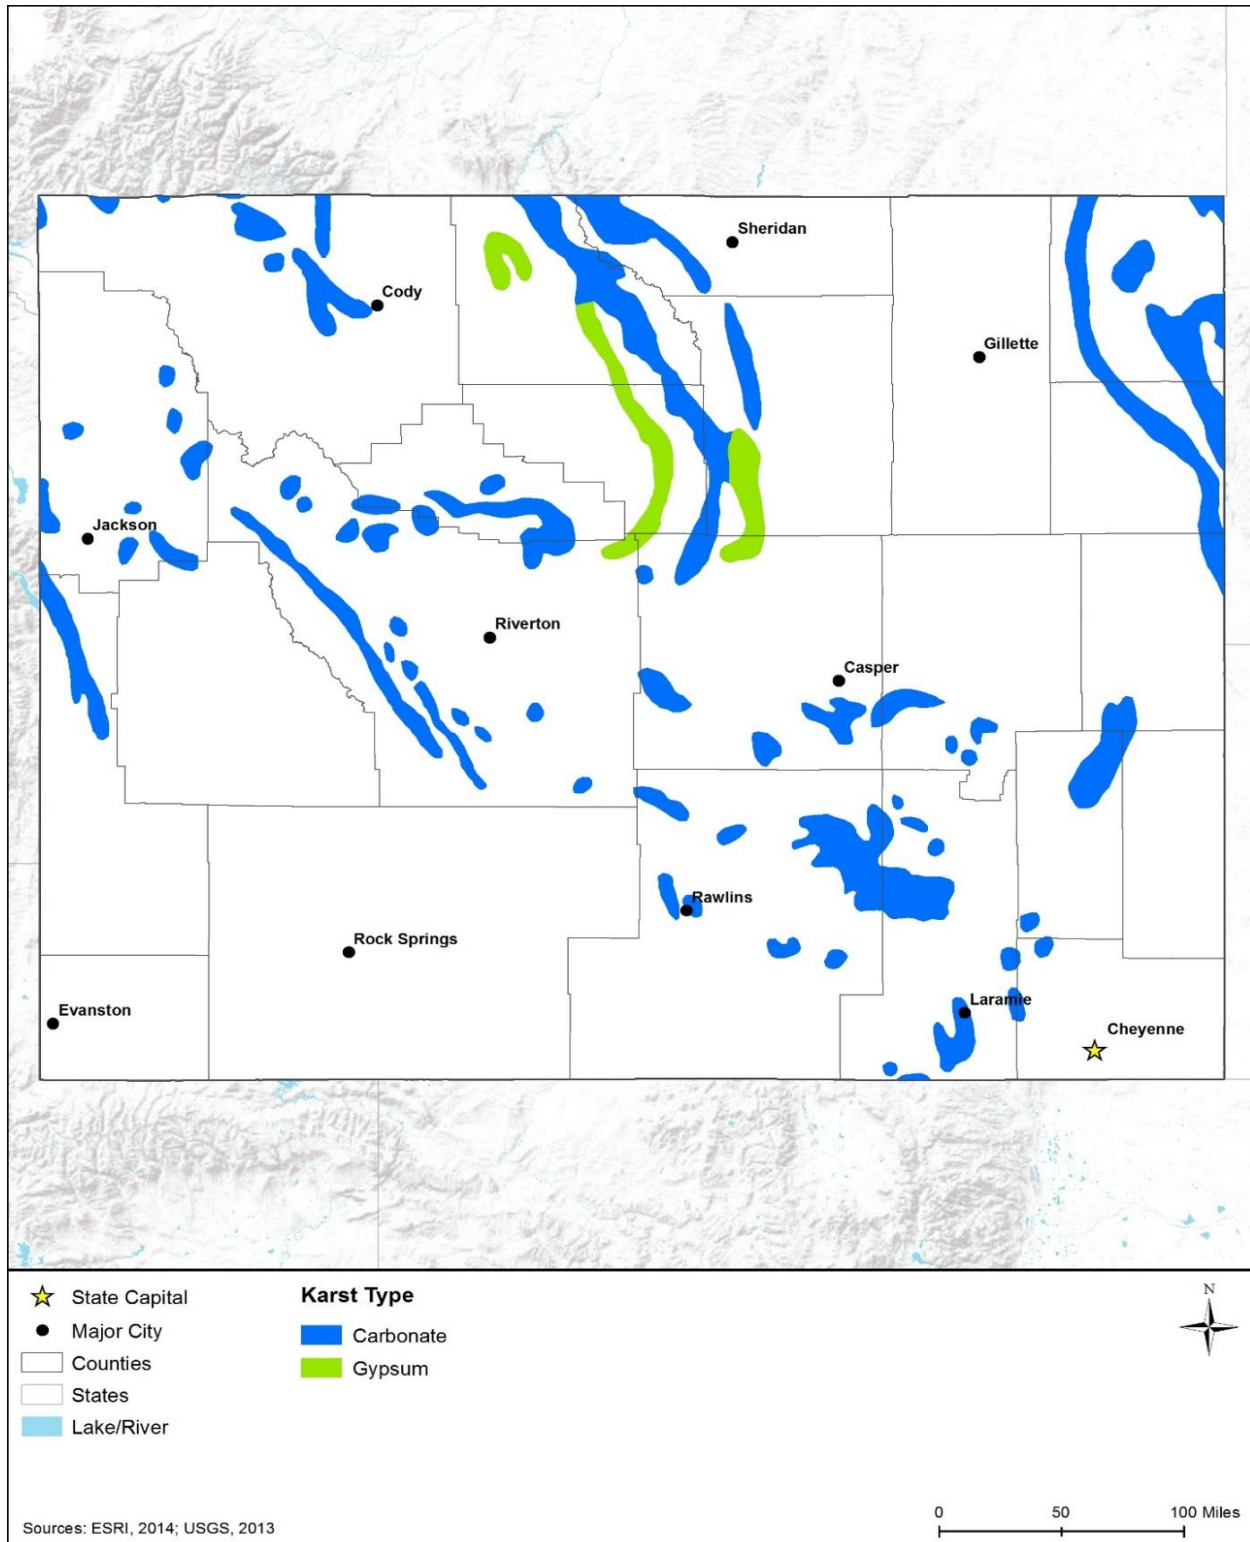 Sheridan
Cody
Gillette
Jackson
Riverton
Casper
Rawlins
Rock Springs
Evanston
Laramie
Cheyenne
State Capital
Major City
Counties
States
Lake/River
Karst Type
Carbonate
Gypsum
N
0 50 100 Miles
Sources: ESRI, 2014; USGS, 2013